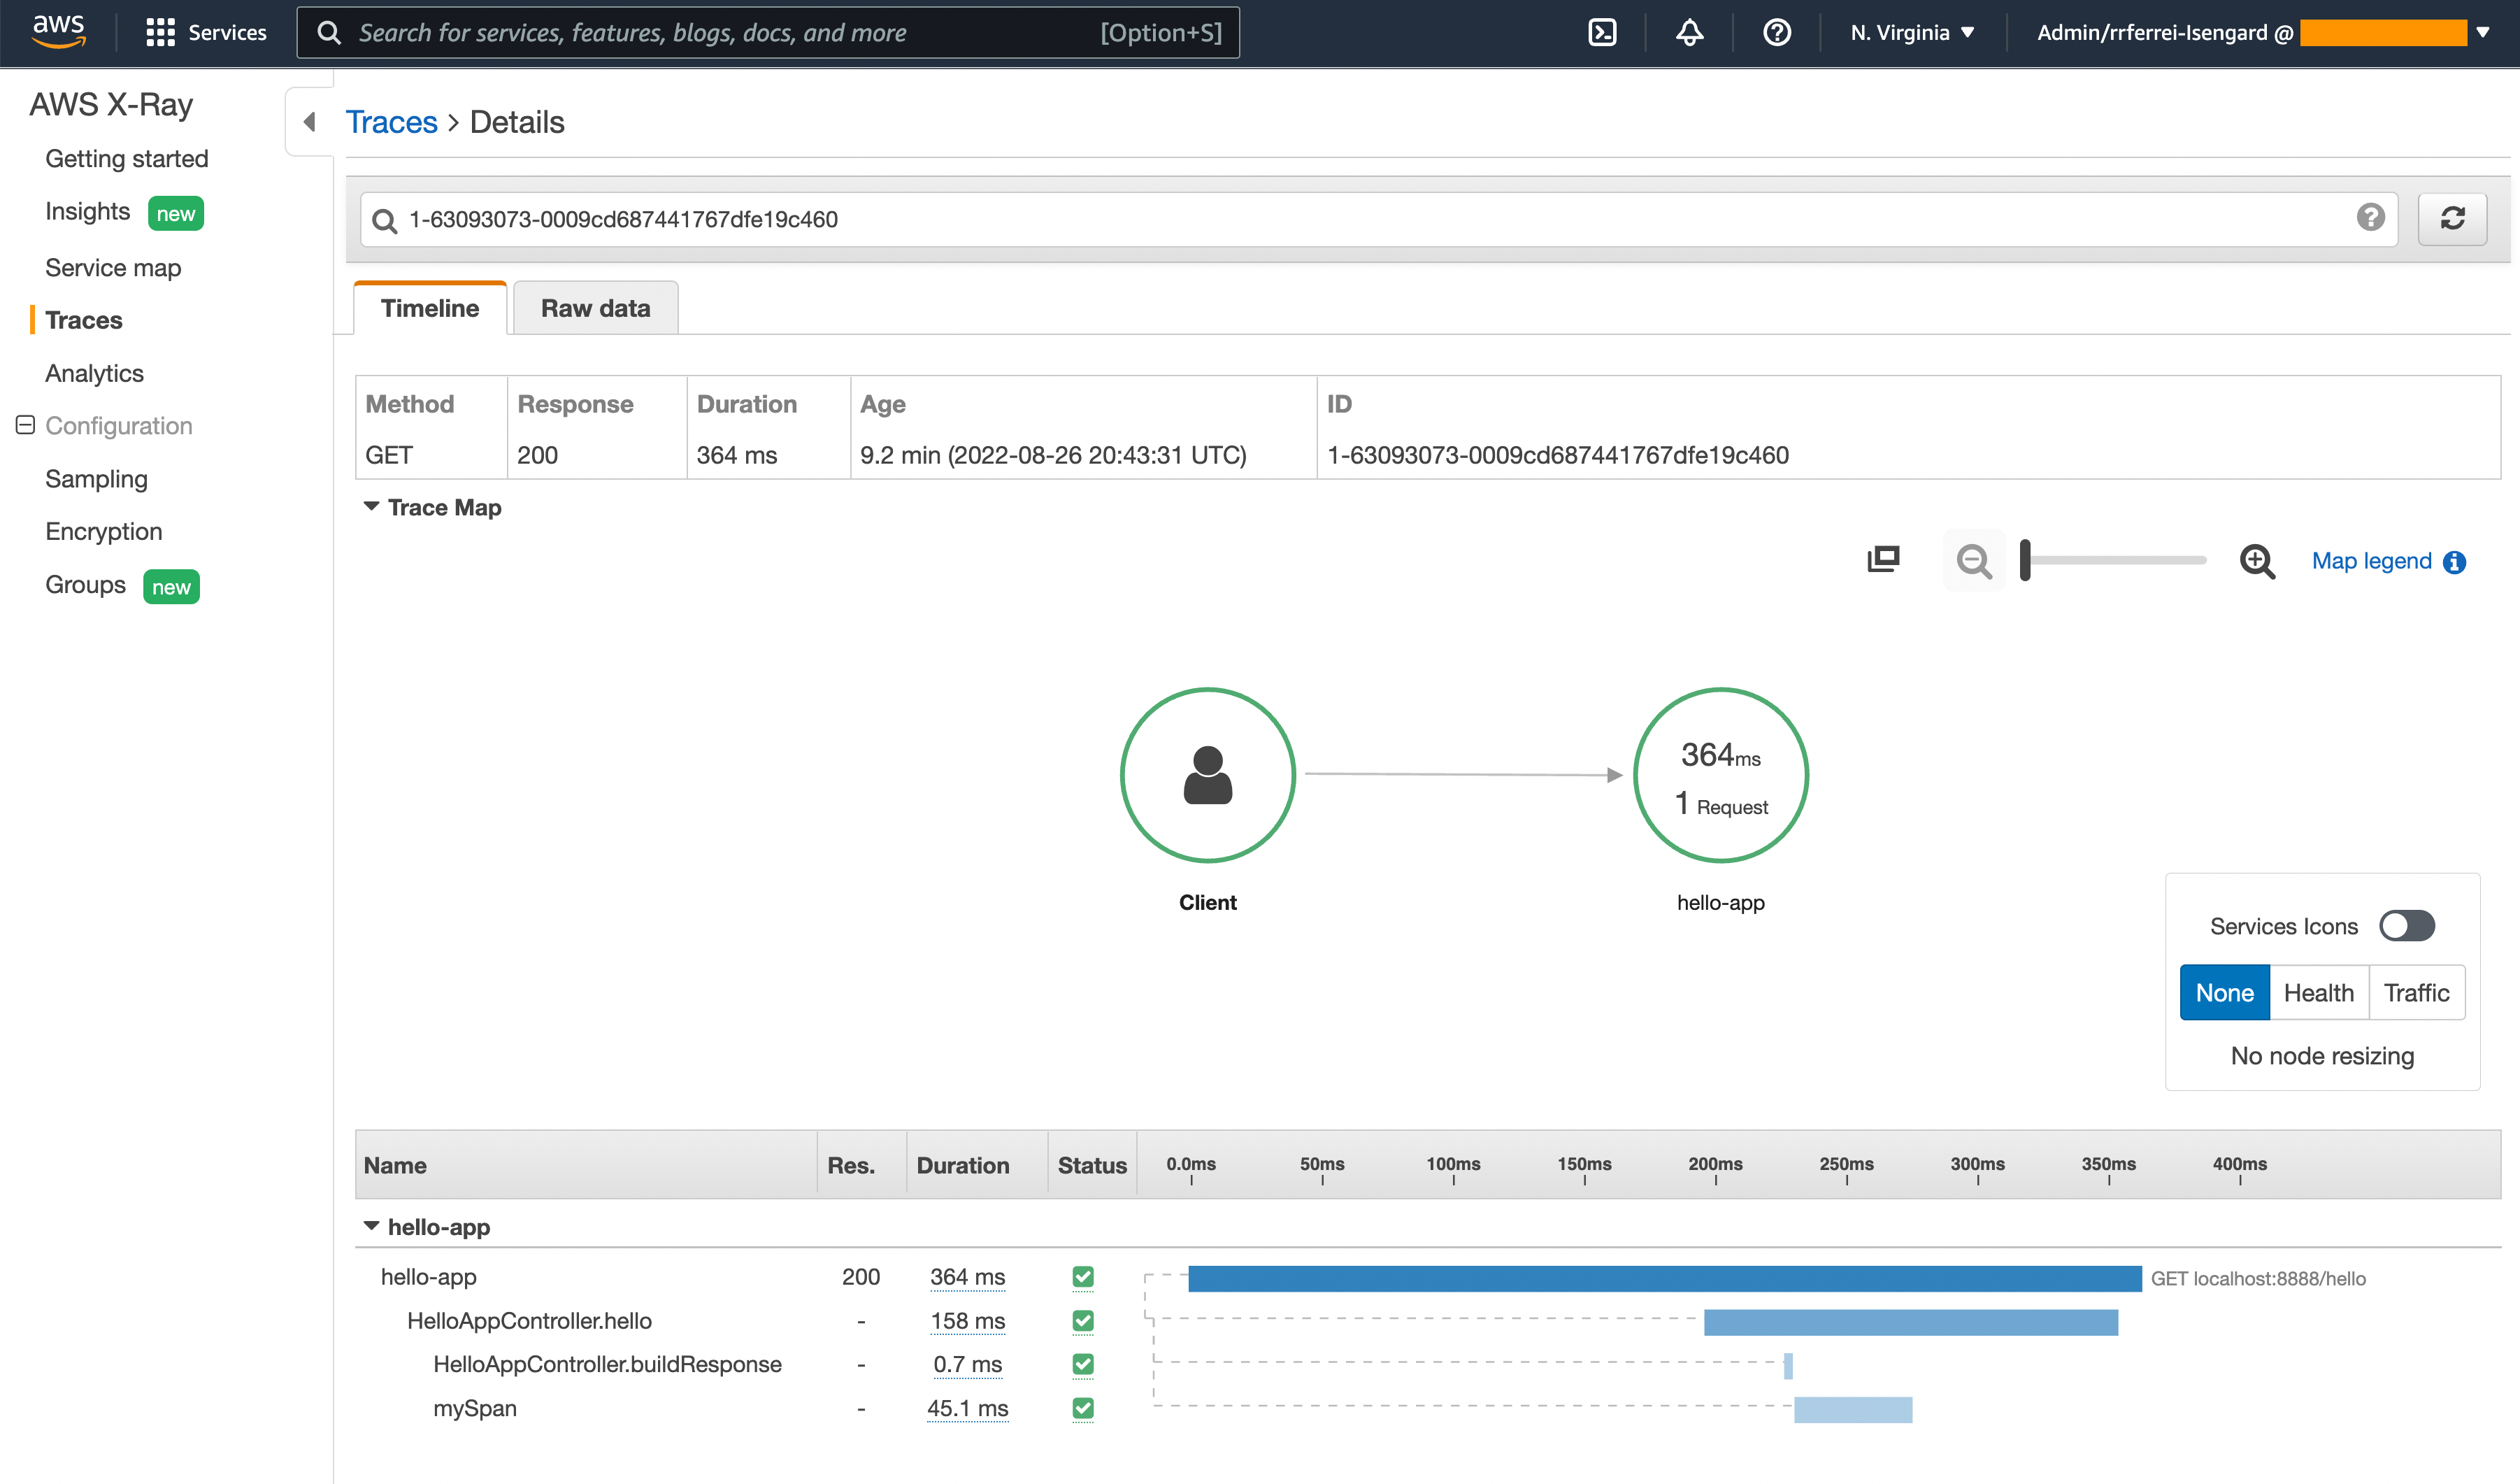 aws Services Search for services, features, blogs, docs, and more [Option+S] N. Virginia Admin/rrferrei-Isengard @
AWS X-Ray
Getting started
Insights new
Service map
Traces
Analytics
Configuration
Sampling
Encryption
Groups new
Traces > Details
1-63093073-0009cd687441767dfe19c460
Timeline Raw data
Method Response Duration Age ID
GET 200 364 ms 9.2 min (2022-08-26 20:43:31 UTC) 1-63093073-0009cd687441767dfe19c460
Trace Map
Map legend
364ms
1 Request
Client hello-app
Services Icons
None Health Traffic
No node resizing
Name Res. Duration Status 0.0ms 50ms 100ms 150ms 200ms 250ms 300ms 350ms 400ms
hello-app
hello-app 200 364 ms GET localhost:8888/hello
HelloAppController.hello - 158 ms
HelloAppController.buildResponse - 0.7 ms
mySpan - 45.1 ms